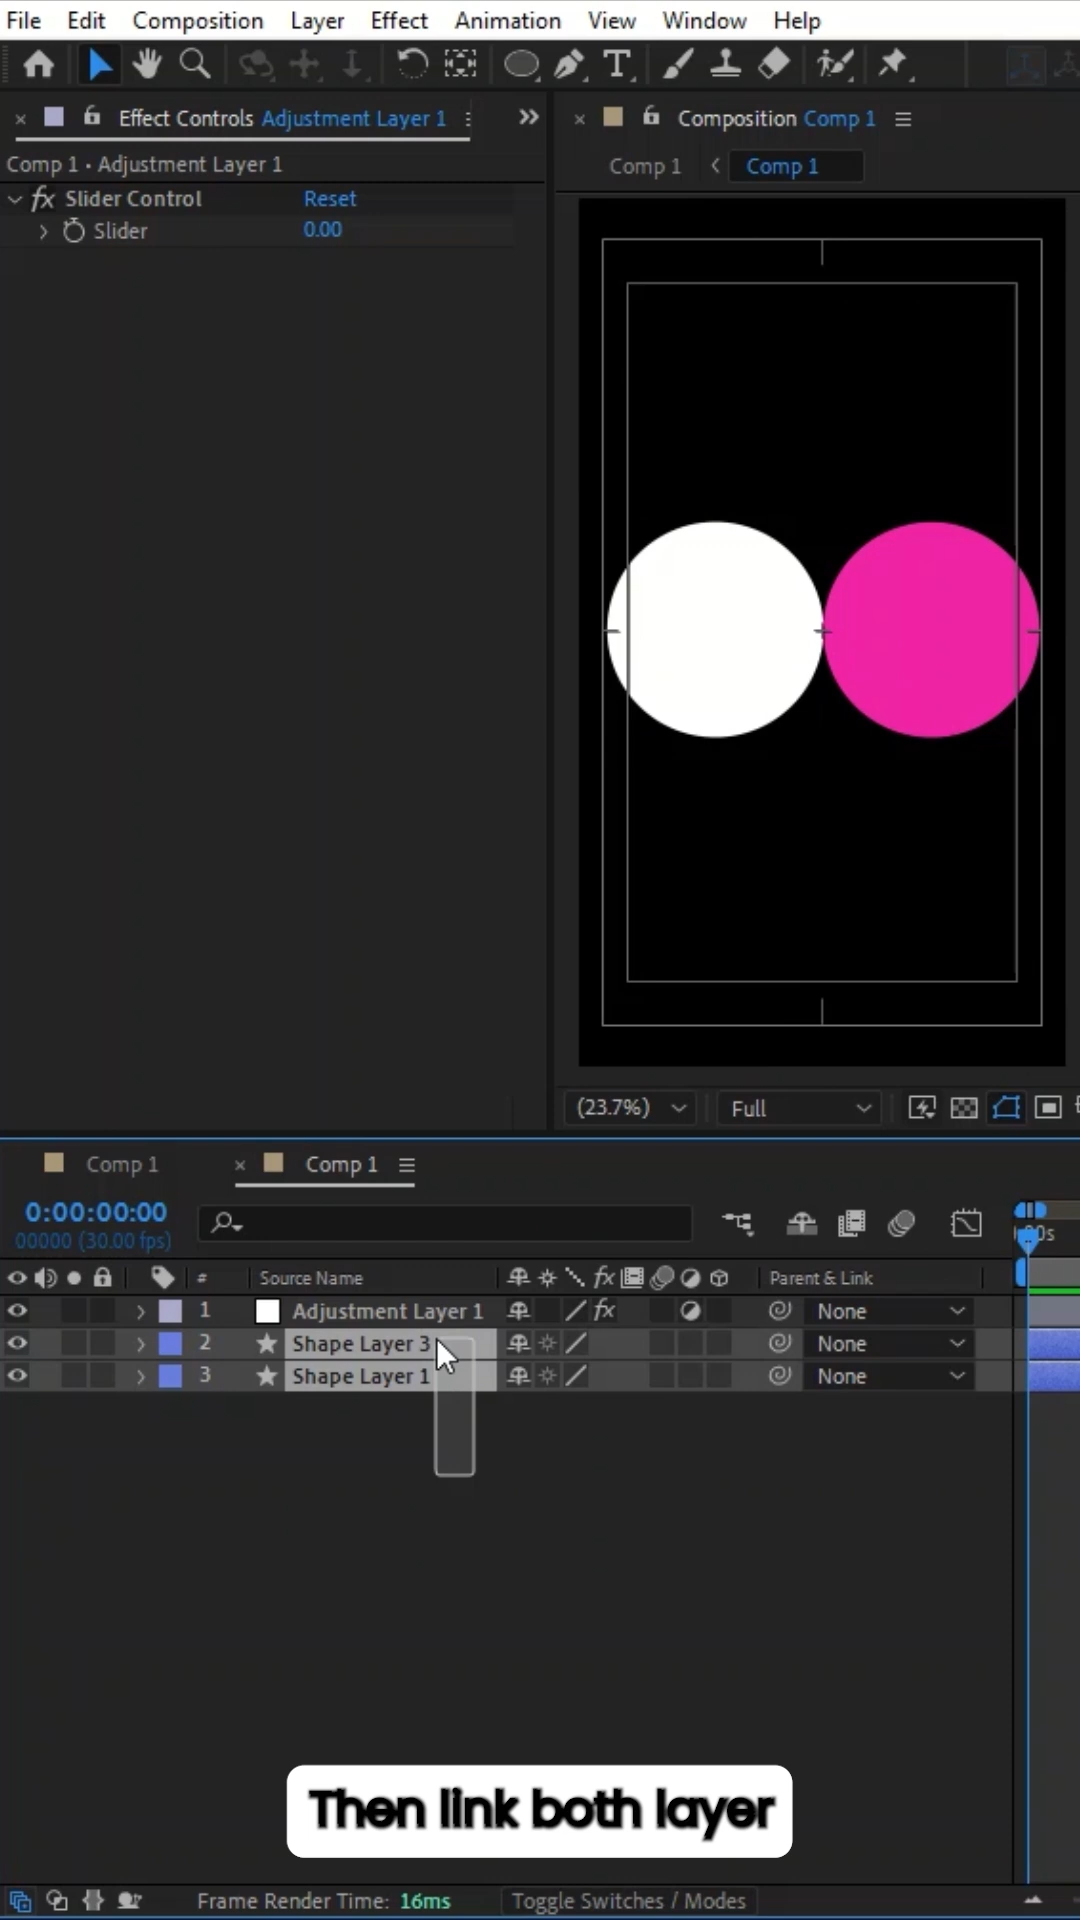 File Edit Composition Layer Effect Animation View Window Help
Effect Controls Adjustment Layer 1
Composition Comp 1
Comp 1 • Adjustment Layer 1
Comp 1 Comp 1
fx Slider Control Reset
Slider 0.00
(23.7%) Full
Comp 1 Comp 1
0:00:00:00
00000 (30.00 fps)
# Source Name fx Parent & Link
1 Adjustment Layer 1 fx None
2 Shape Layer 3 None
3 Shape Layer 1 None
Then link both layer
Frame Render Time: 16ms Toggle Switches / Modes